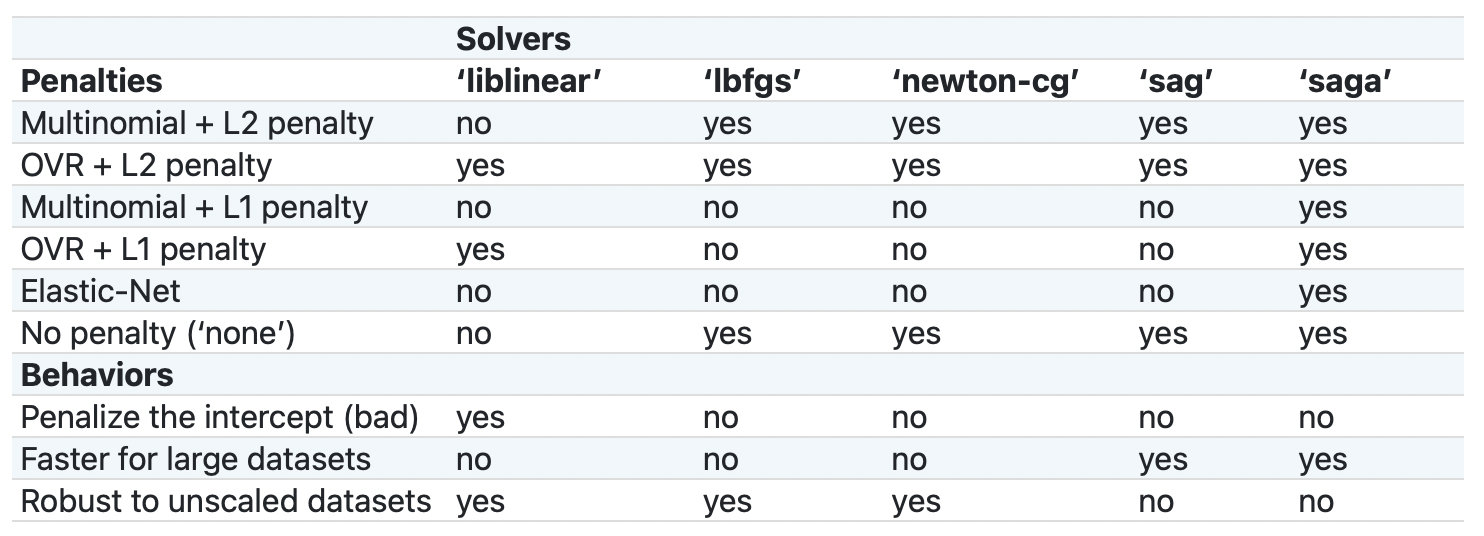 Solvers
Penalties ‘liblinear’ ‘lbfgs’ ‘newton-cg’ ‘sag’ ‘saga’
Multinomial + L2 penalty no yes yes yes yes
OVR + L2 penalty yes yes yes yes yes
Multinomial + L1 penalty no no no no yes
OVR + L1 penalty yes no no no yes
Elastic-Net no no no no yes
No penalty (‘none’) no yes yes yes yes
Behaviors
Penalize the intercept (bad) yes no no no no
Faster for large datasets no no no yes yes
Robust to unscaled datasets yes yes yes no no